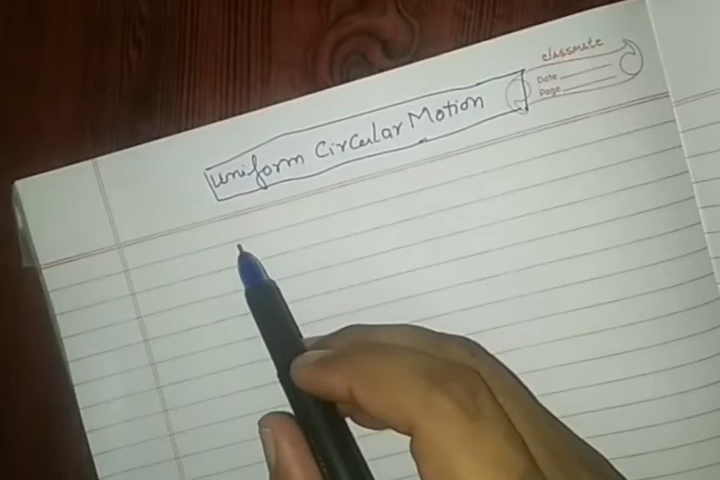 classmate
Date
Page
uniform Circular Motion